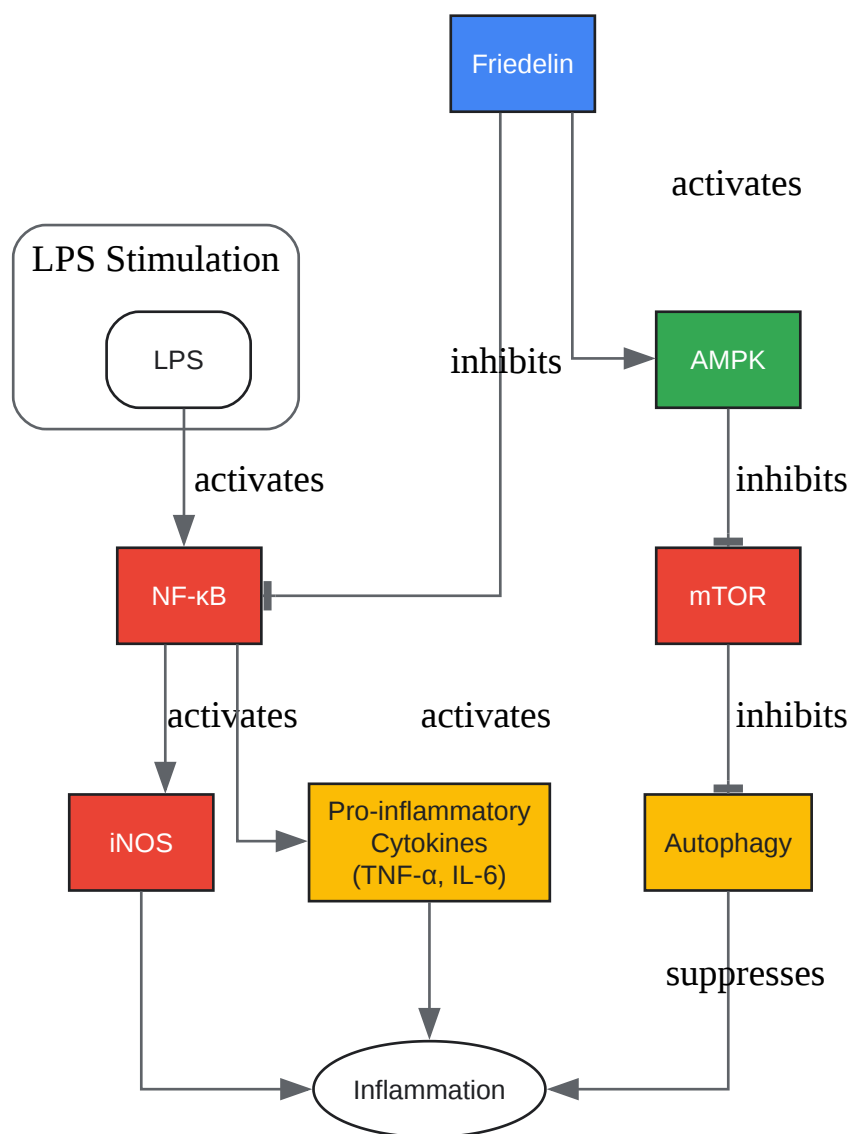 Friedelin
activates
LPS Stimulation
LPS
inhibits
AMPK
activates
inhibits
NF-κB
mTOR
activates
activates
inhibits
iNOS
Pro-inflammatory
Cytokines
(TNF-α, IL-6)
Autophagy
suppresses
Inflammation